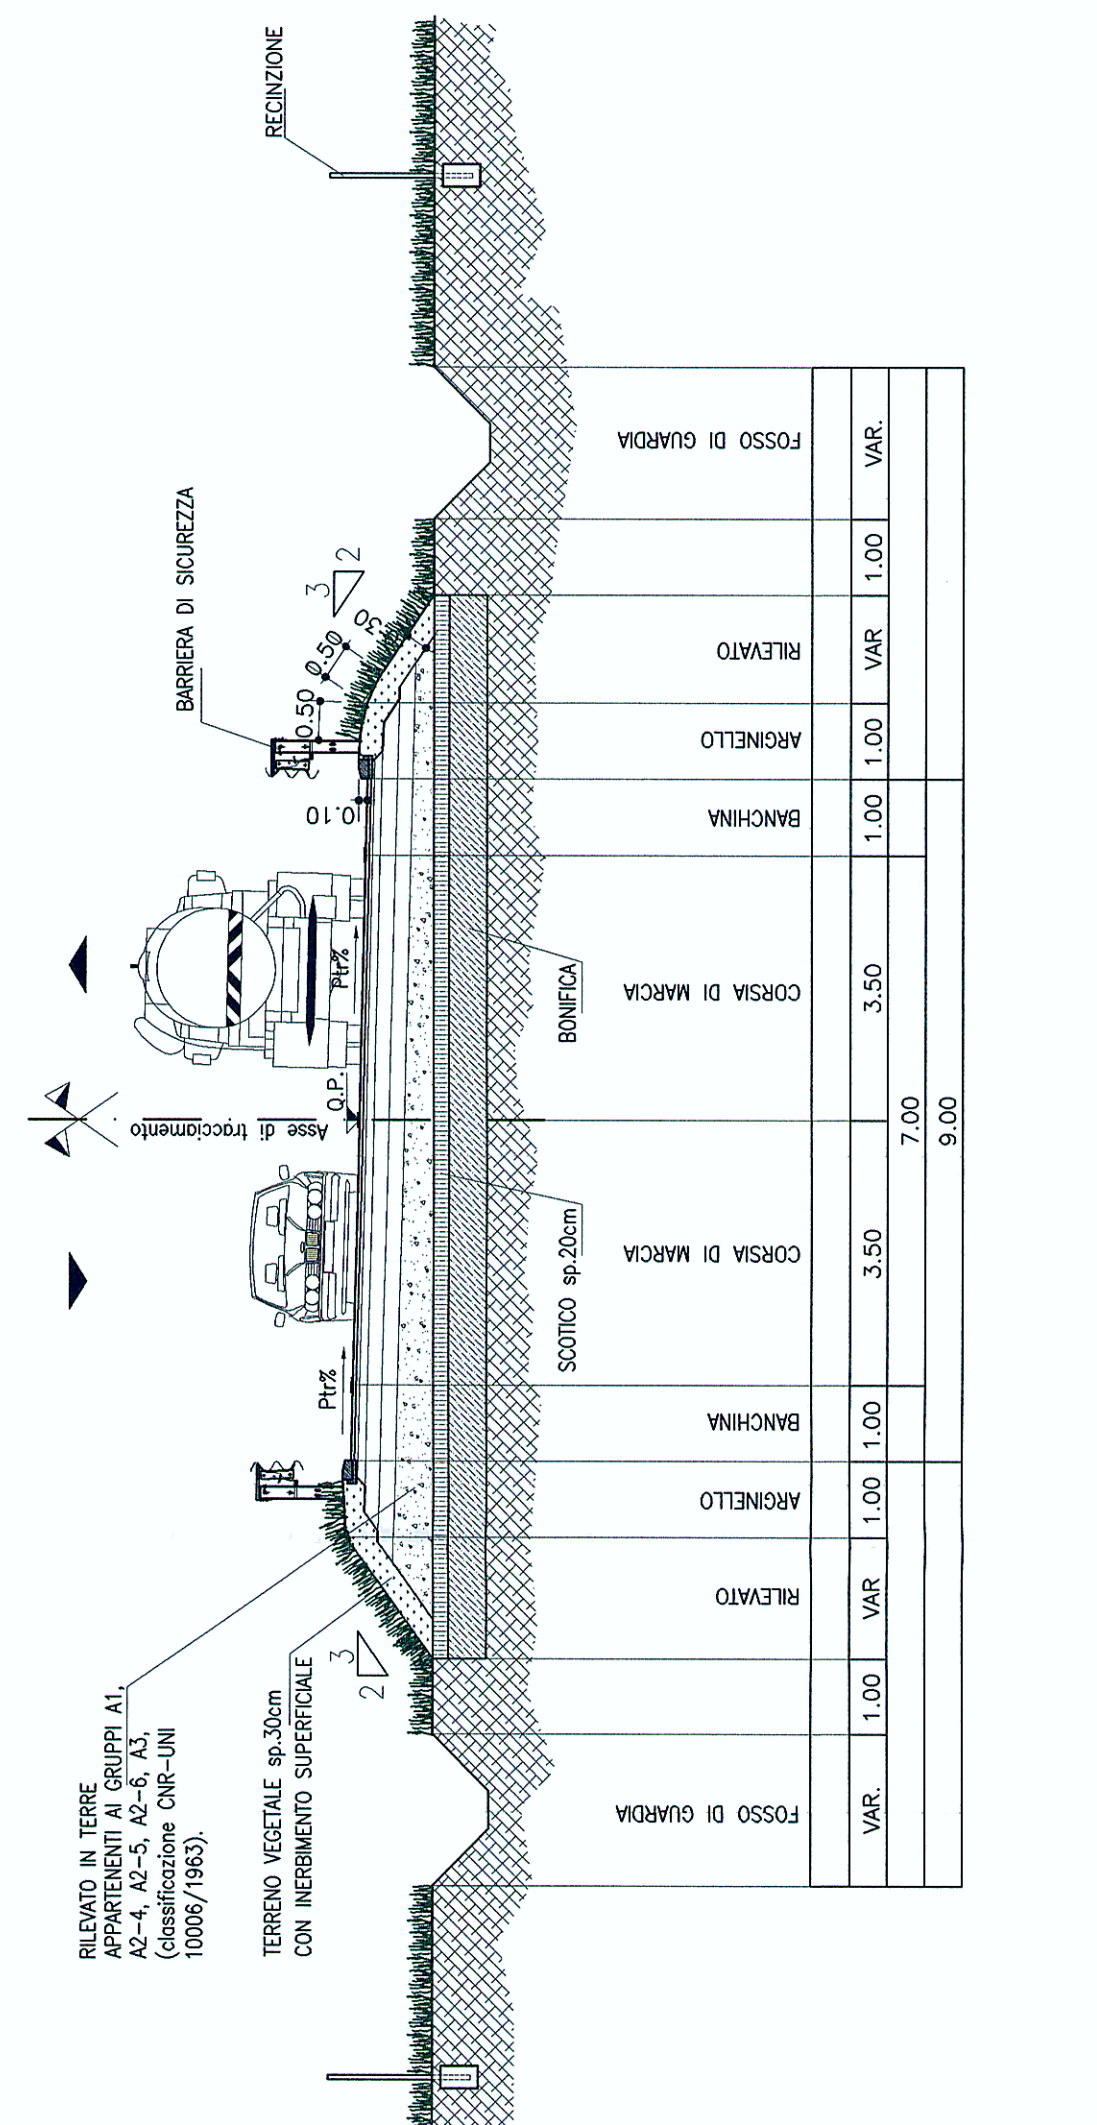 RILEVATO IN TERRE
APPARTENENTI AI GRUPPI A1,
A2-4, A2-5, A2-6, A3,
(classificazione CNR-UNI
10006/1963).
TERRENO VEGETALE sp.30cm
CON INERBIMENTO SUPERFICIALE
3
2
Ptr%
Asse di tracciamento
Q.P.
Ptr%
0.10
BARRIERA DI SICUREZZA
0.50
0.50
.30
3
2
RECINZIONE
SCOTICO sp.20cm
BONIFICA
FOSSO DI GUARDIA
RILEVATO
ARGINELLO
BANCHINA
CORSIA DI MARCIA
CORSIA DI MARCIA
BANCHINA
ARGINELLO
RILEVATO
FOSSO DI GUARDIA
VAR. 1.00 VAR 1.00 1.00 3.50 3.50 1.00 1.00 VAR 1.00 VAR.
7.00
9.00